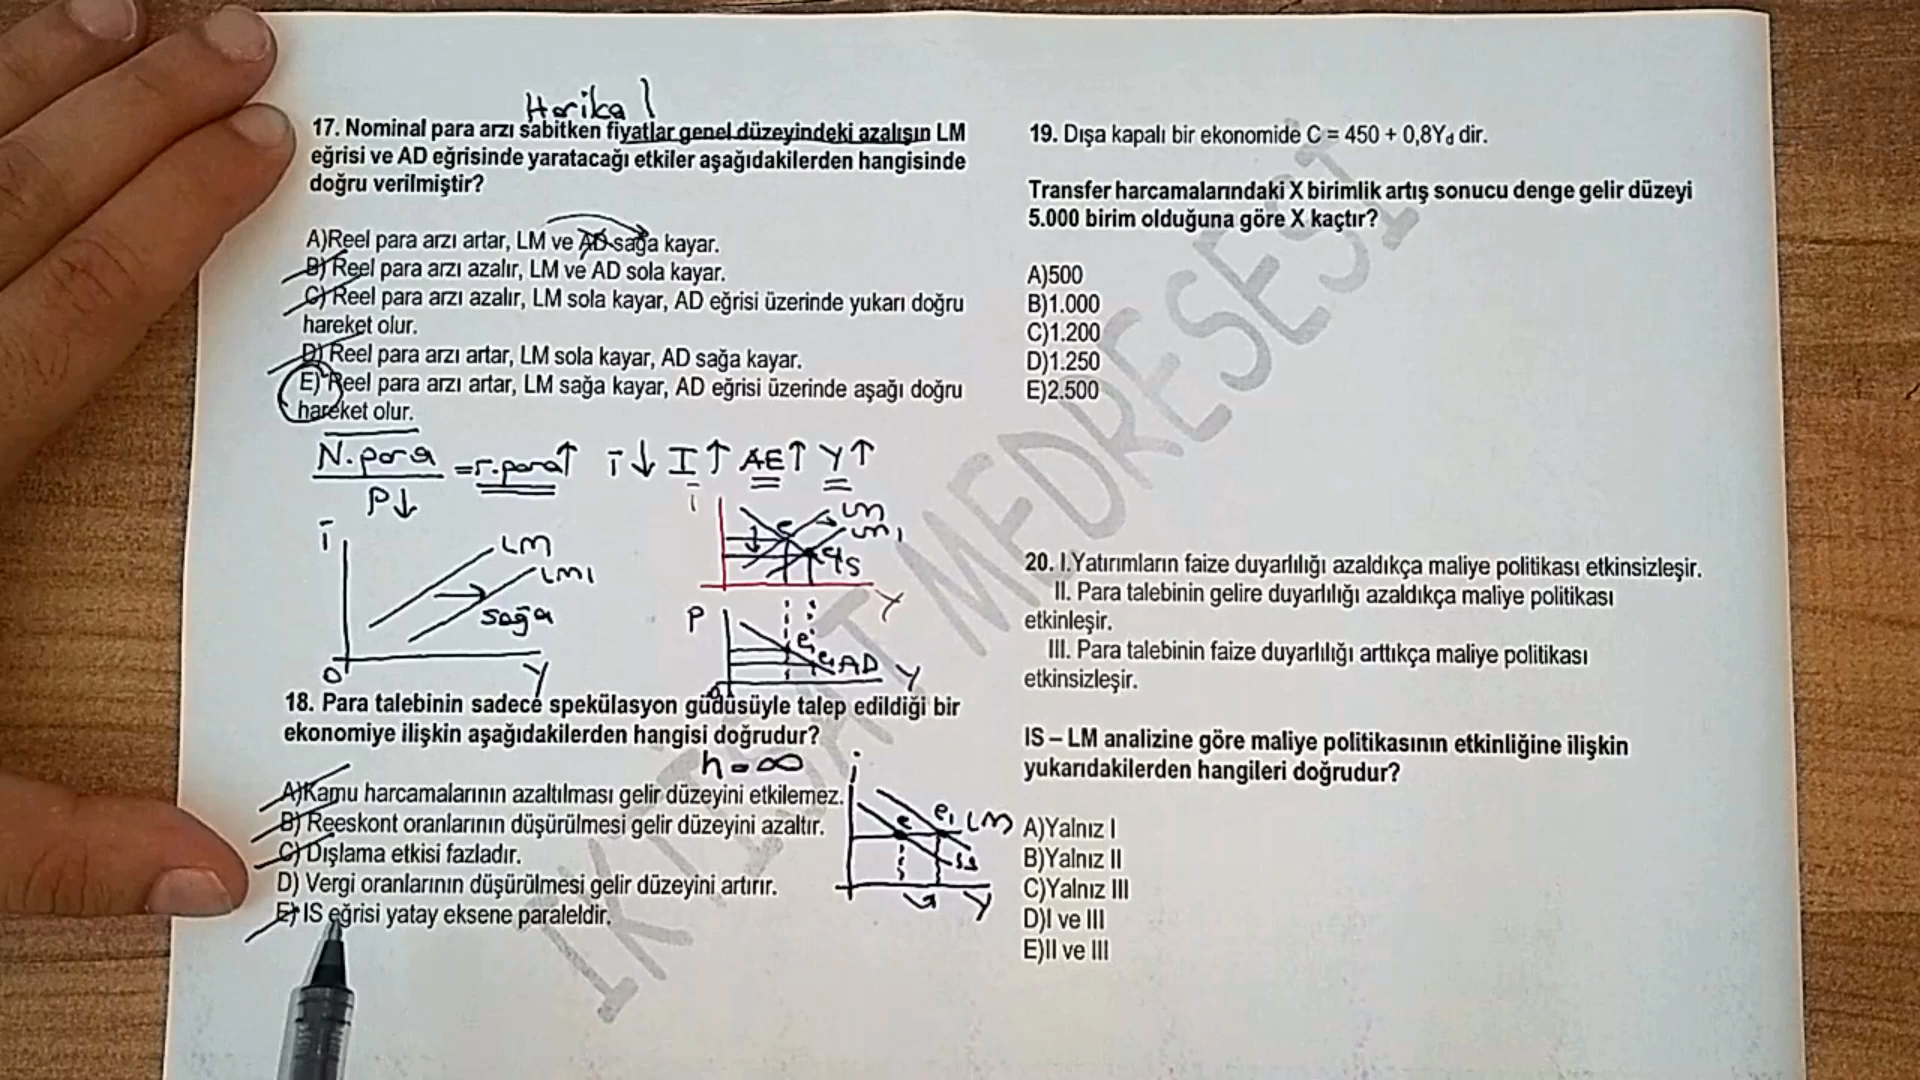 Harika !
17. Nominal para arzı sabitken fiyatlar genel düzeyindeki azalışın LM
eğrisi ve AD eğrisinde yaratacağı etkiler aşağıdakilerden hangisinde
doğru verilmiştir?
A)Reel para arzı artar, LM ve AD sağa kayar.
B) Reel para arzı azalır, LM ve AD sola kayar.
C) Reel para arzı azalır, LM sola kayar, AD eğrisi üzerinde yukarı doğru
hareket olur.
D) Reel para arzı artar, LM sola kayar, AD sağa kayar.
E) Reel para arzı artar, LM sağa kayar, AD eğrisi üzerinde aşağı doğru
hareket olur.
N.para = r.para↑ i↓ I↑ AE↑ Y↑
P↓
i LM
LM1
sağa
0 Y
i LM
LM1
e
Y
P
e
e1 AD Y
0
18. Para talebinin sadece spekülasyon güdüsüyle talep edildiği bir
ekonomiye ilişkin aşağıdakilerden hangisi doğrudur?
h = ∞
A)Kamu harcamalarının azaltılması gelir düzeyini etkilemez.
B) Reeskont oranlarının düşürülmesi gelir düzeyini azaltır.
C) Dışlama etkisi fazladır.
D) Vergi oranlarının düşürülmesi gelir düzeyini artırır.
E) IS eğrisi yatay eksene paraleldir.
i
e e1 LM
IS
Y
19. Dışa kapalı bir ekonomide C = 450 + 0,8Yd dir.
Transfer harcamalarındaki X birimlik artış sonucu denge gelir düzeyi
5.000 birim olduğuna göre X kaçtır?
A)500
B)1.000
C)1.200
D)1.250
E)2.500
20. I.Yatırımların faize duyarlılığı azaldıkça maliye politikası etkinsizleşir.
II. Para talebinin gelire duyarlılığı azaldıkça maliye politikası
etkinleşir.
III. Para talebinin faize duyarlılığı arttıkça maliye politikası
etkinsizleşir.
IS – LM analizine göre maliye politikasının etkinliğine ilişkin
yukarıdakilerden hangileri doğrudur?
A)Yalnız I
B)Yalnız II
C)Yalnız III
D)I ve III
E)II ve III
İKTİSAT MEDRESESİ